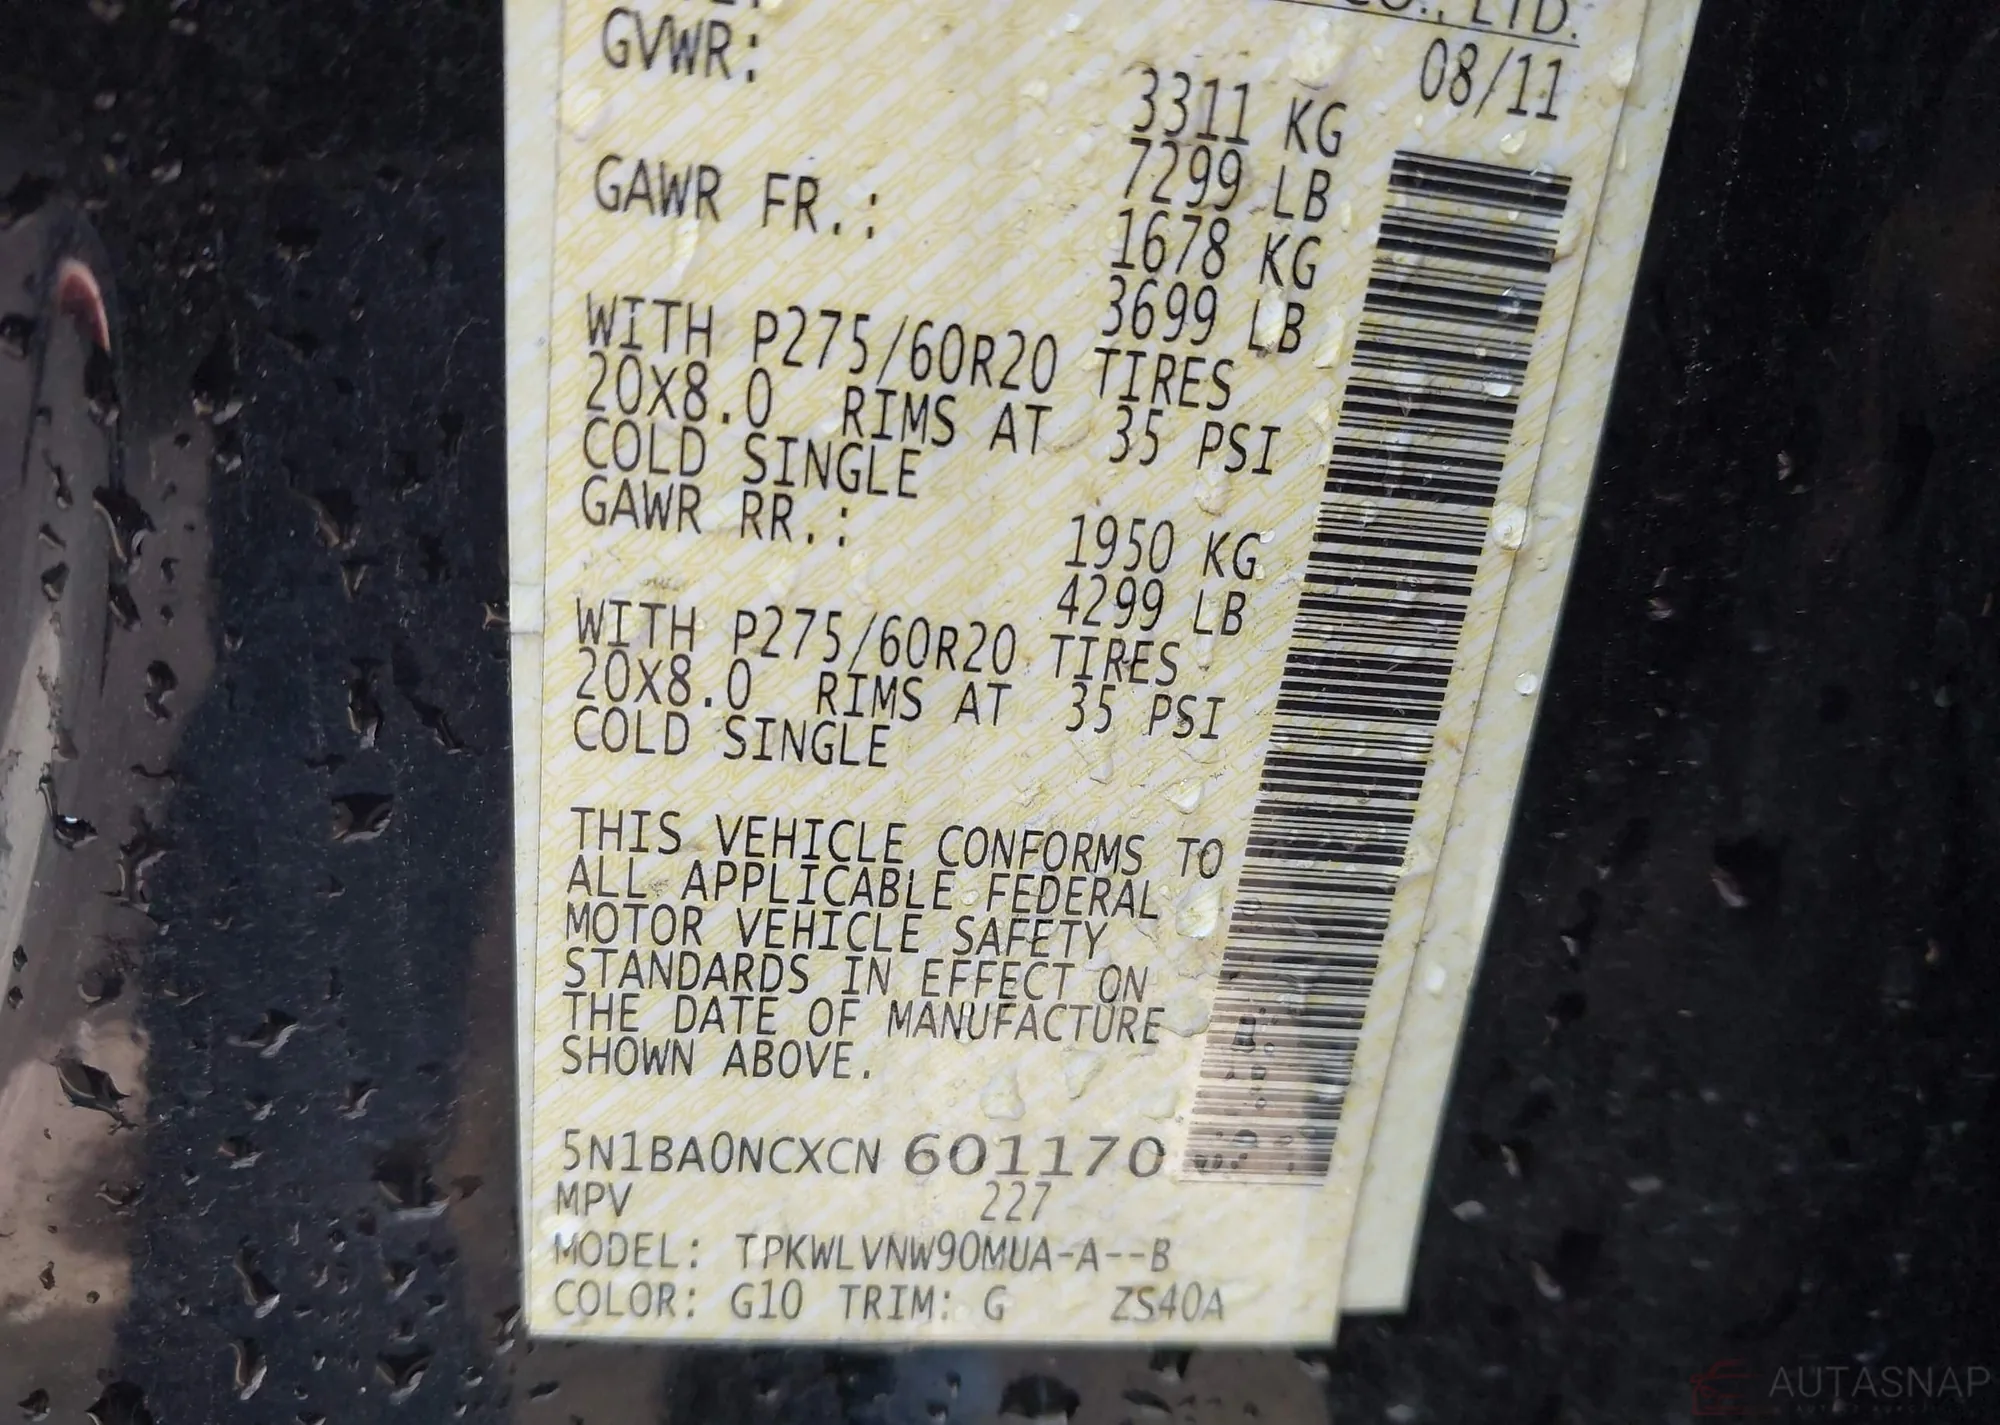 CO., LTD.
08/11
GVWR:
3311 KG
7299 LB
GAWR FR.:
1678 KG
3699 LB
WITH P275/60R20 TIRES
20X8.0 RIMS AT 35 PSI
COLD SINGLE
GAWR RR.:
1950 KG
4299 LB
WITH P275/60R20 TIRES
20X8.0 RIMS AT 35 PSI
COLD SINGLE
THIS VEHICLE CONFORMS TO
ALL APPLICABLE FEDERAL
MOTOR VEHICLE SAFETY
STANDARDS IN EFFECT ON
THE DATE OF MANUFACTURE
SHOWN ABOVE.
5N1BA0NCXCN 601170
MPV 227
MODEL: TPKWLVNW90MUA-A--B
COLOR: G10 TRIM: G ZS40A
AUTASNAP